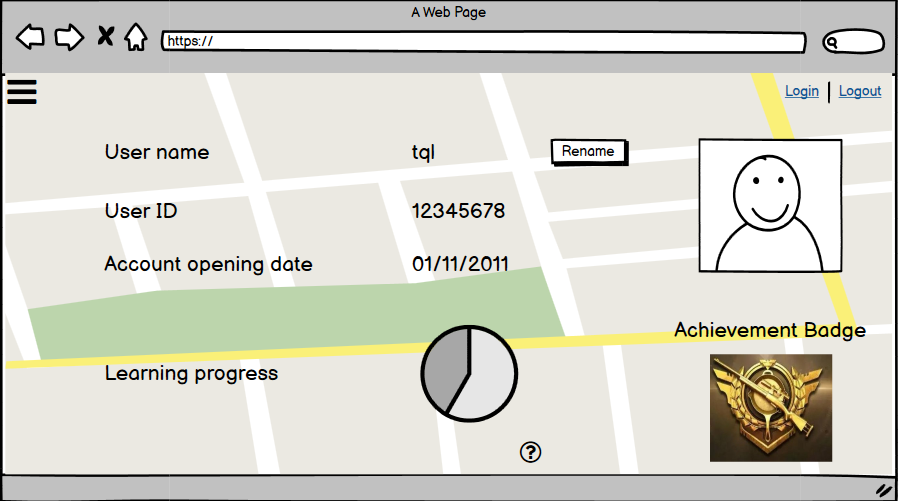 A Web Page
https://
Login | Logout
User name tql Rename
User ID 12345678
Account opening date 01/11/2011
Achievement Badge
Learning progress
?